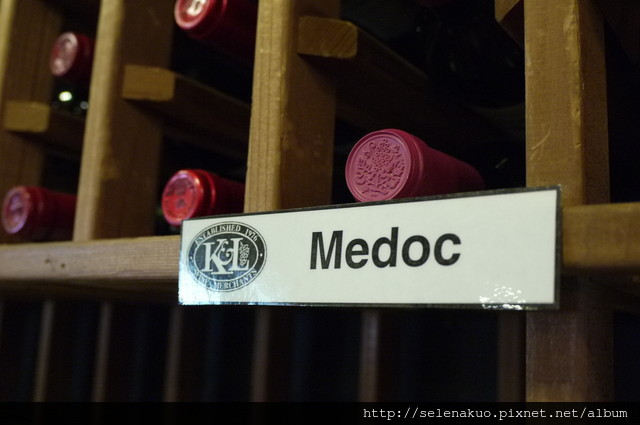 ESTABLISHED 1976
K&L
WINE MERCHANTS
Medoc
http://selenakuo.pixnet.net/album